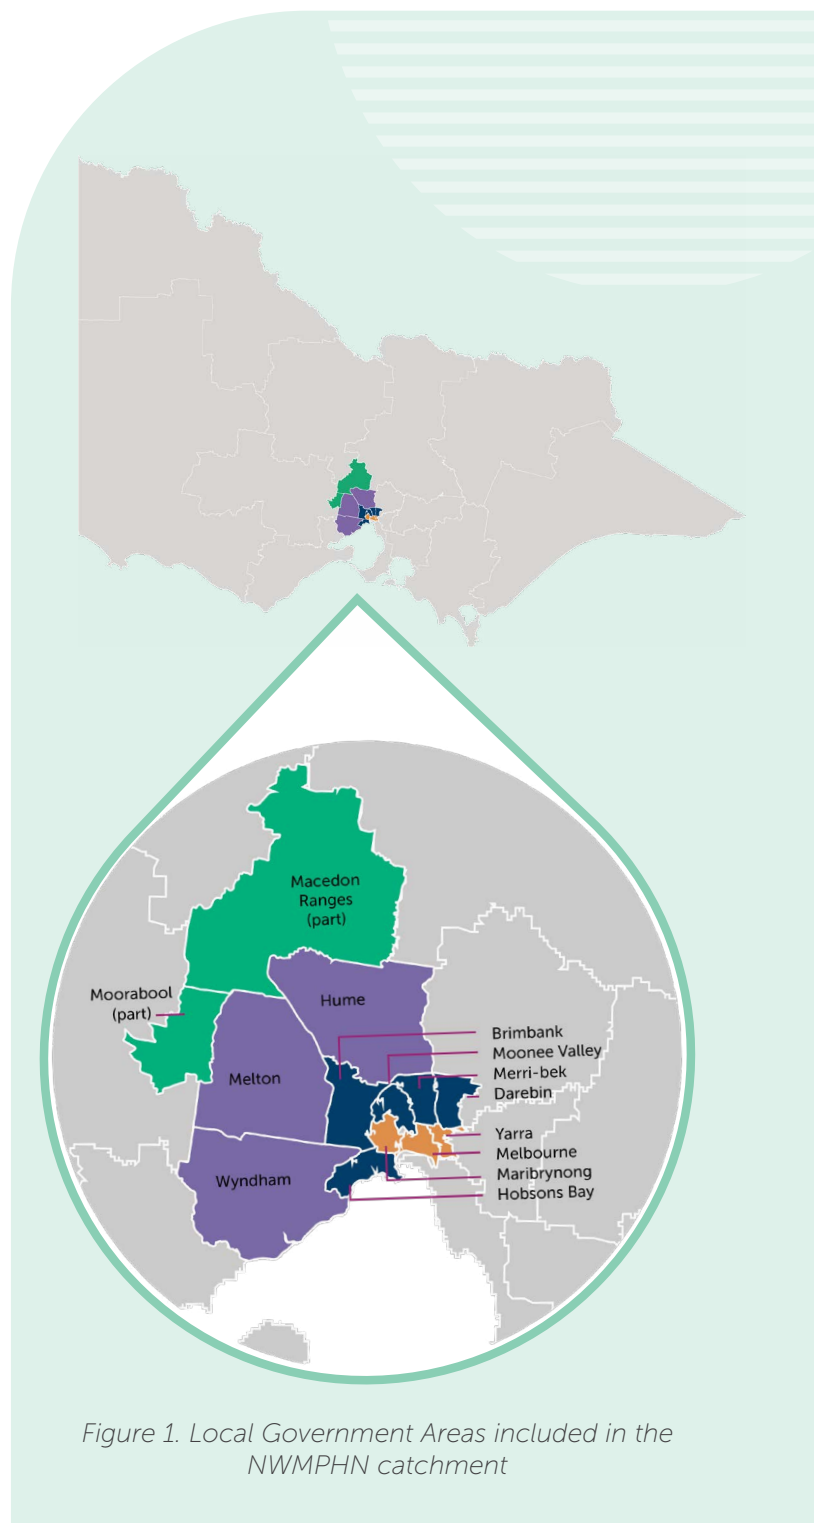 Macedon
Ranges
(part)
Moorabool
(part)
Hume
Melton
Wyndham
Brimbank
Moonee Valley
Merri-bek
Darebin
Yarra
Melbourne
Maribrynong
Hobsons Bay
Figure 1. Local Government Areas included in the
NWMPHN catchment